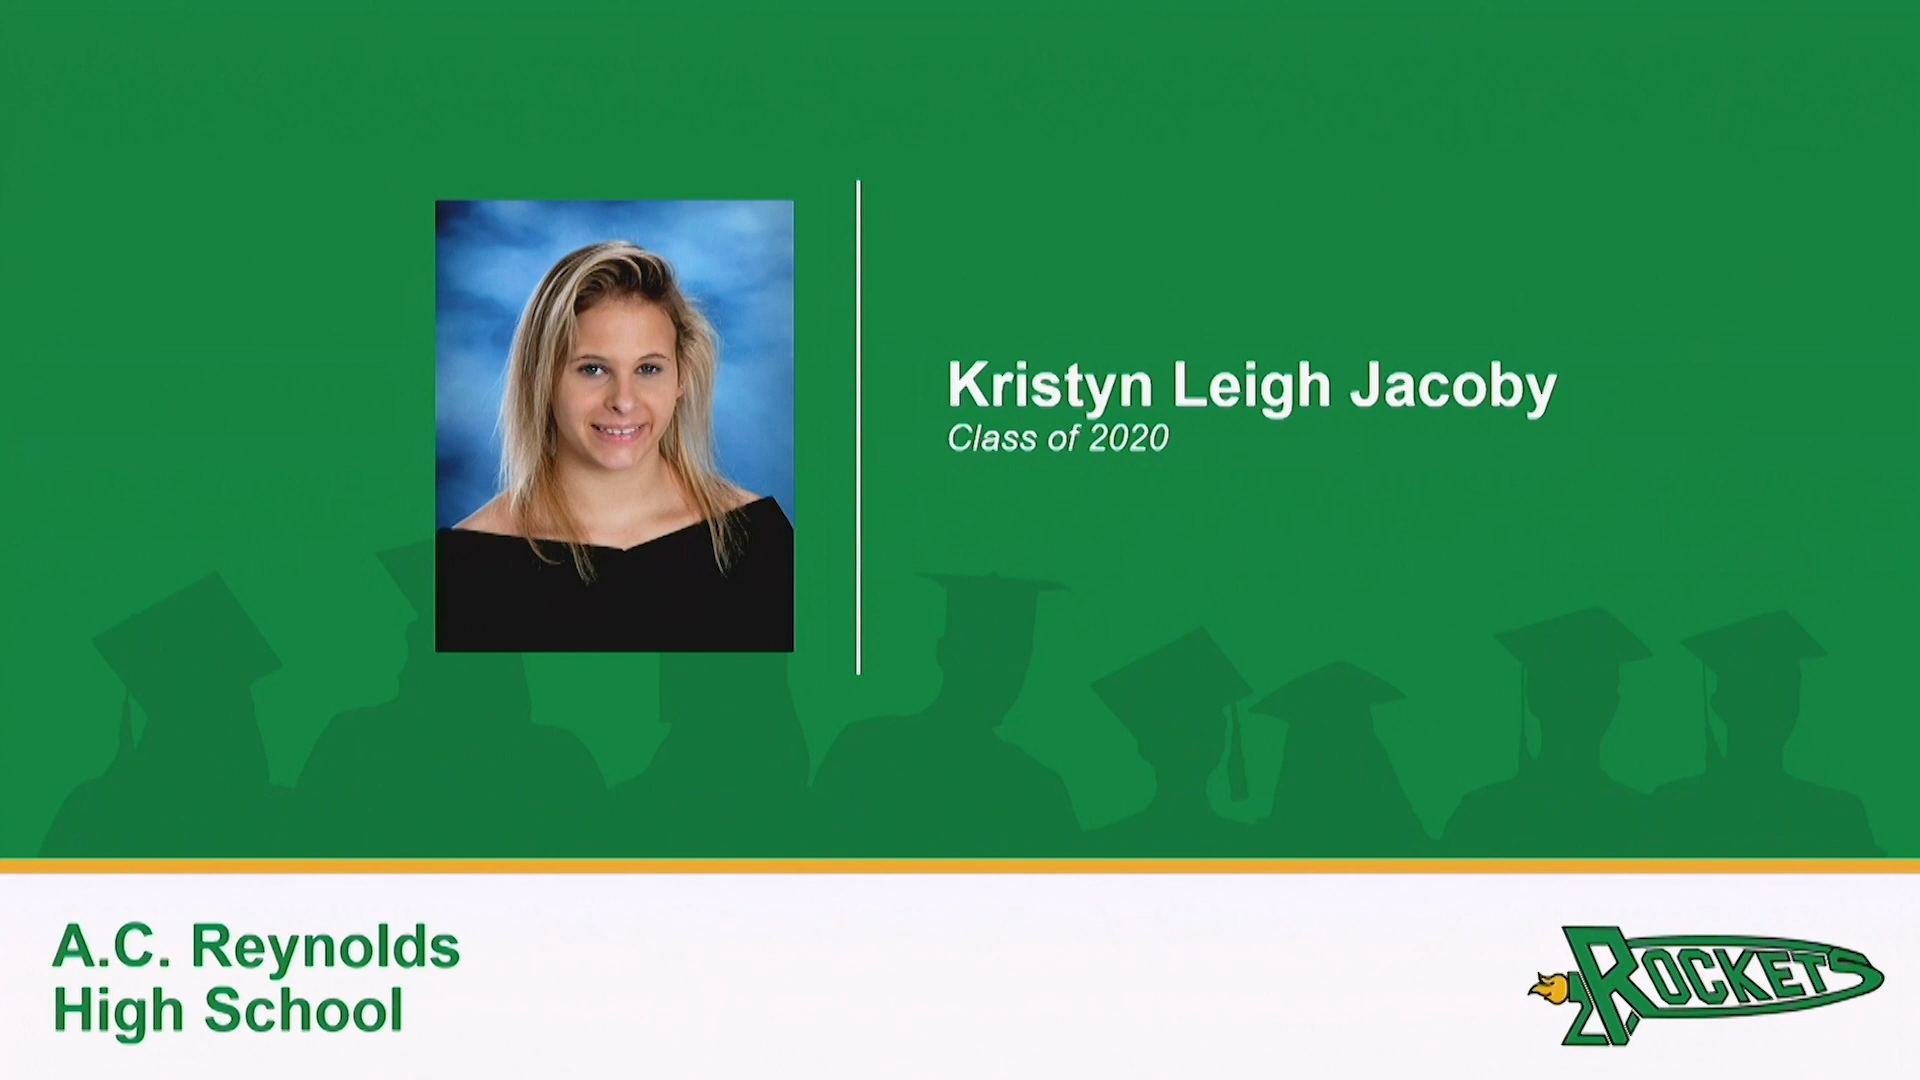 Kristyn Leigh Jacoby
Class of 2020
A.C. Reynolds
High School
ROCKETS